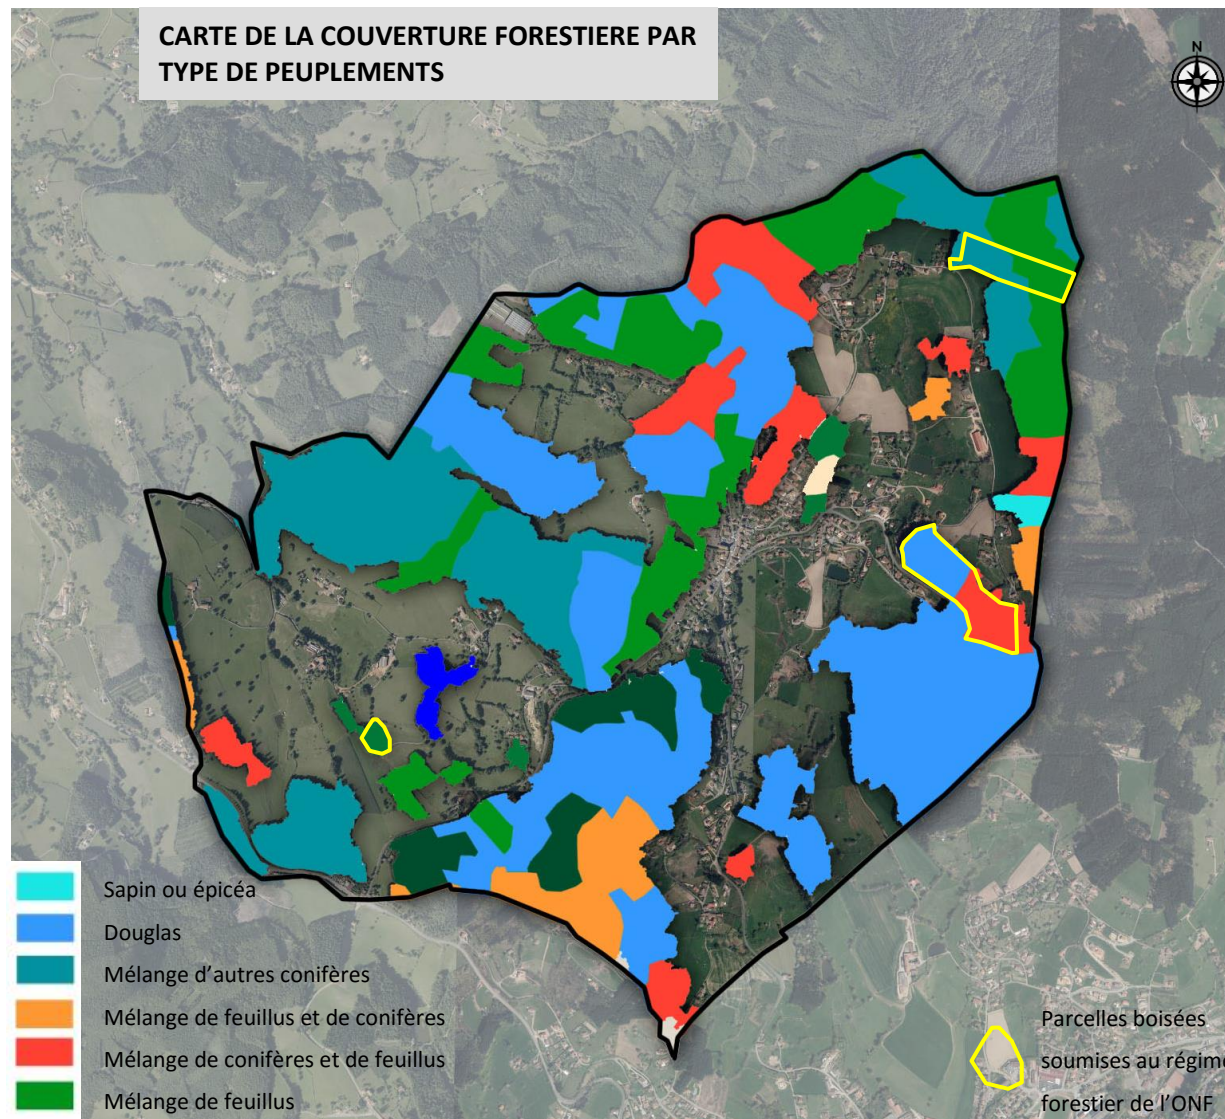 CARTE DE LA COUVERTURE FORESTIERE PAR
TYPE DE PEUPLEMENTS
N
Sapin ou épicéa
Douglas
Mélange d'autres conifères
Mélange de feuillus et de conifères
Mélange de conifères et de feuillus
Mélange de feuillus
Parcelles boisées
soumises au régime
forestier de l'ONF